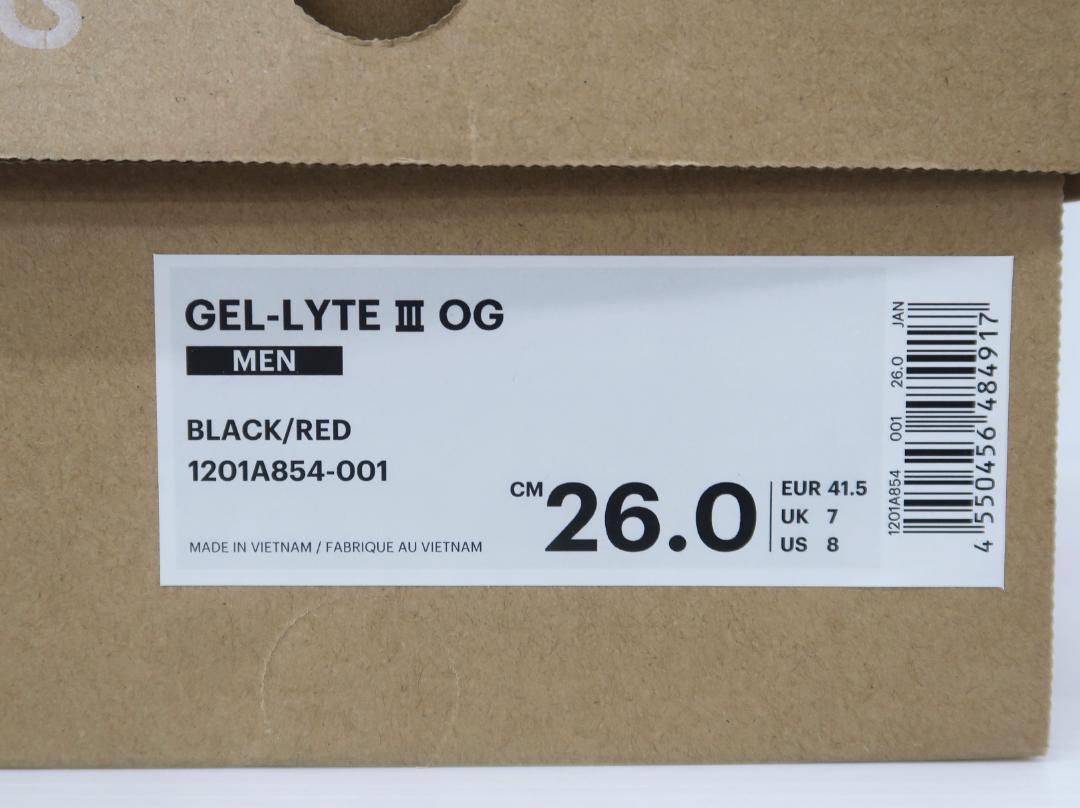 GEL-LYTE III OG
MEN
BLACK/RED
1201A854-001
MADE IN VIETNAM / FABRIQUE AU VIETNAM
CM 26.0
EUR 41.5
UK 7
US 8
1201A854 001 26.0 JAN
4 550456 484917